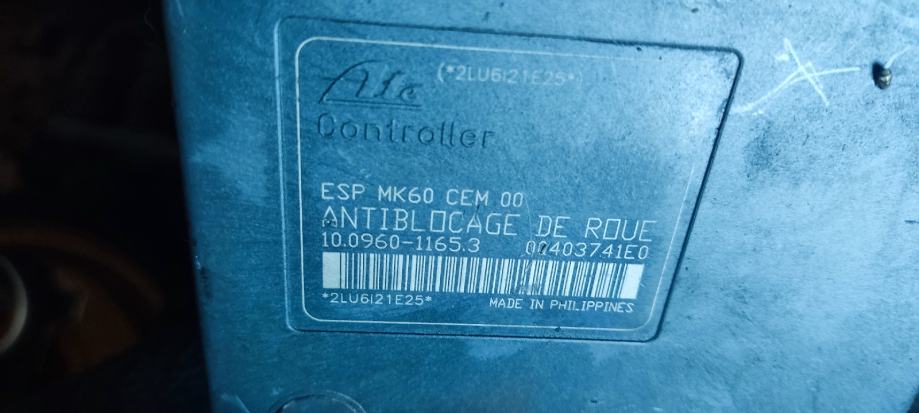 Ate (*2LU6I21E25*)
Controller
ESP MK60 CEM 00
ANTIBLOCAGE DE ROUE
10.0960-1165.3 00403741E0
*2LU6I21E25* MADE IN PHILIPPINES